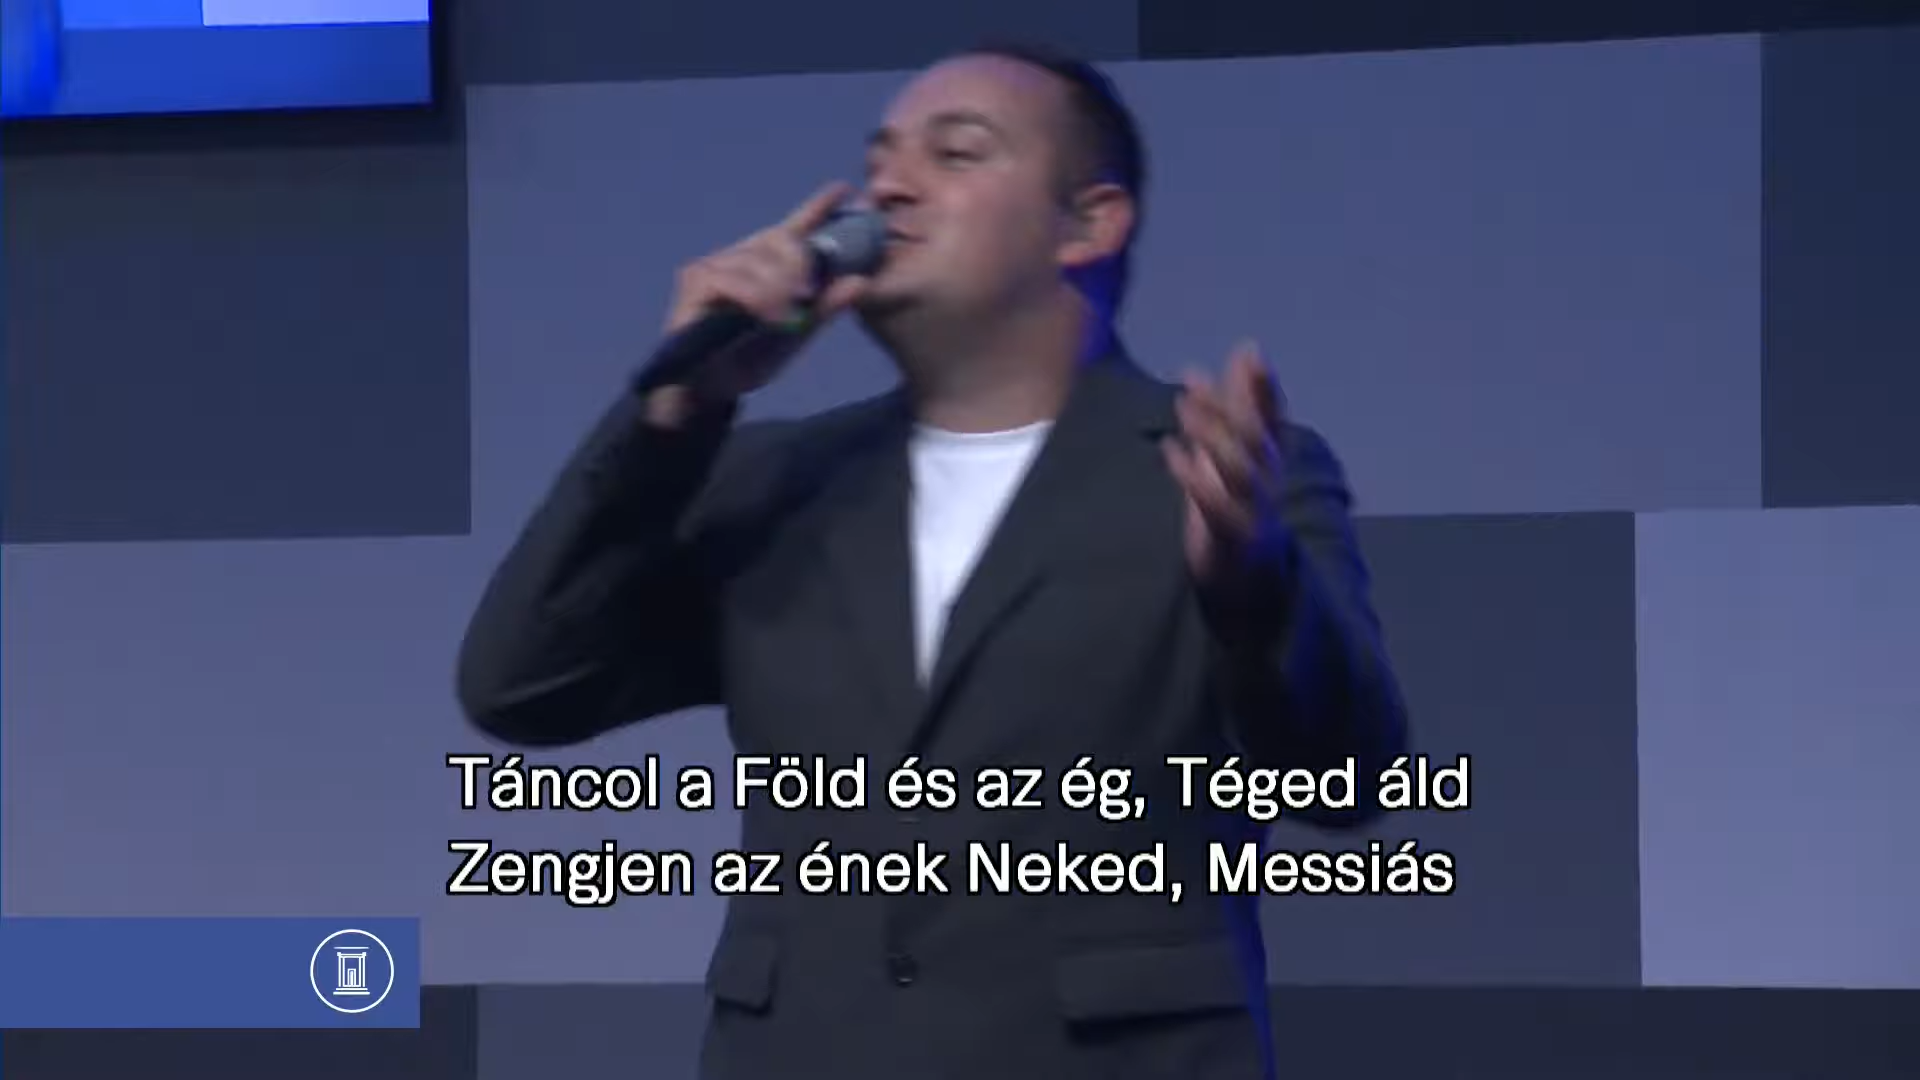 Táncol a Föld és az ég, Téged áld
Zengjen az ének Neked, Messiás